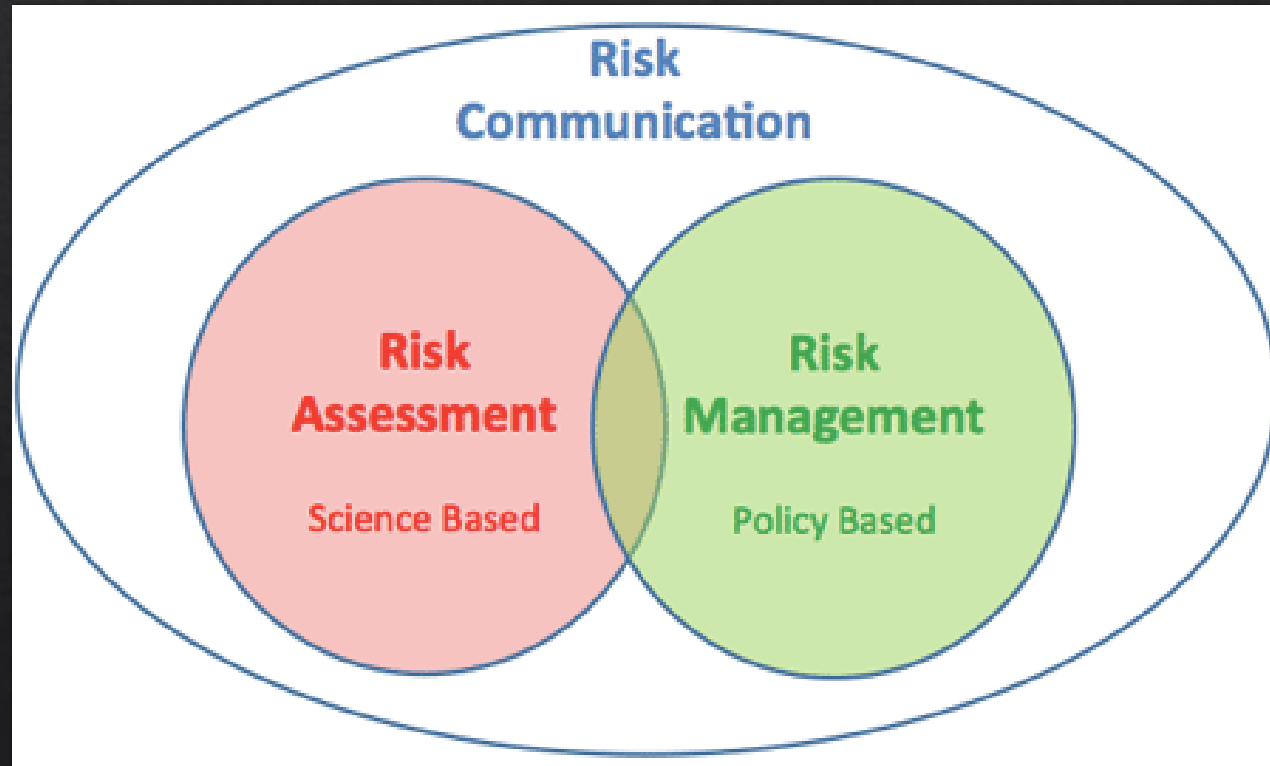 Risk
Communication
Risk
Assessment
Science Based
Risk
Management
Policy Based